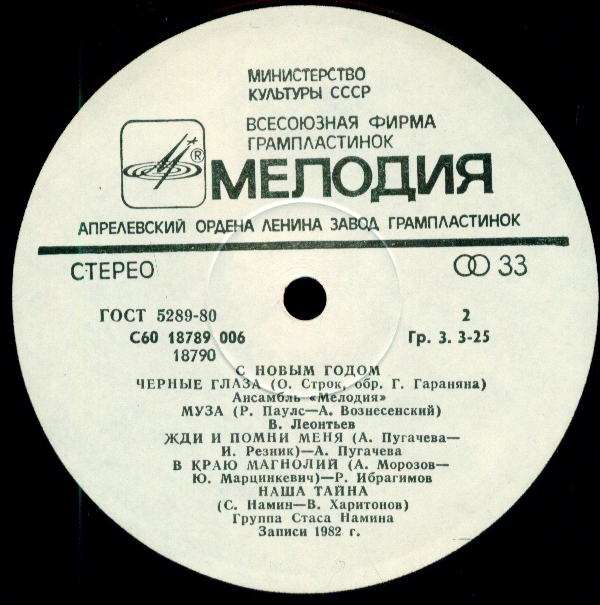 МИНИСТЕРСТВО
КУЛЬТУРЫ СССР
ВСЕСОЮЗНАЯ ФИРМА
ГРАМПЛАСТИНОК
®
МЕЛОДИЯ
АПРЕЛЕВСКИЙ ОРДЕНА ЛЕНИНА ЗАВОД ГРАМПЛАСТИНОК
СТЕРЕО 33
ГОСТ 5289-80 2
С60 18789 006 Гр. 3. 3-25
18790
С НОВЫМ ГОДОМ
ЧЕРНЫЕ ГЛАЗА (О. Строк, обр. Г. Гараняна)
Ансамбль «Мелодия»
МУЗА (Р. Паулс—А. Вознесенский)
В. Леонтьев
ЖДИ И ПОМНИ МЕНЯ (А. Пугачева—
И. Резник)—А. Пугачева
В КРАЮ МАГНОЛИЙ (А. Морозов—
Ю. Марцинкевич)—Р. Ибрагимов
НАША ТАЙНА
(С. Намин—В. Харитонов)
Группа Стаса Намина
Записи 1982 г.